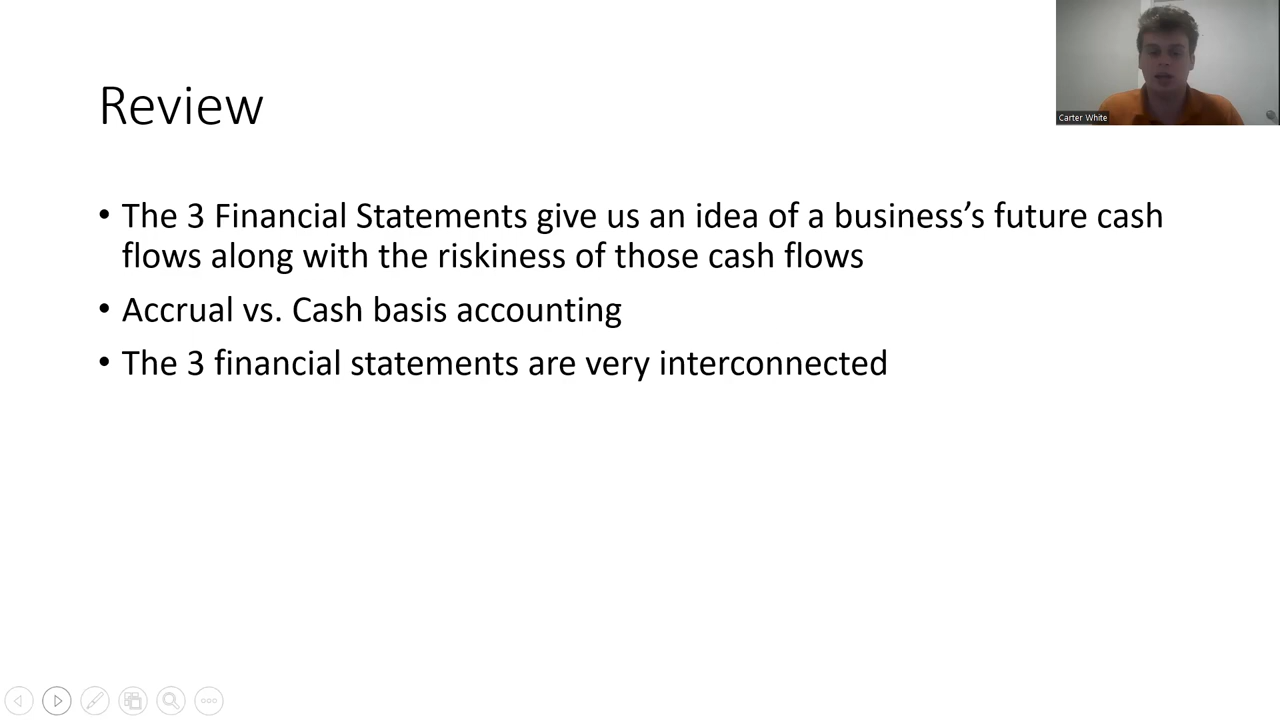 Review
• The 3 Financial Statements give us an idea of a business’s future cash
flows along with the riskiness of those cash flows
• Accrual vs. Cash basis accounting
• The 3 financial statements are very interconnected
Carter White